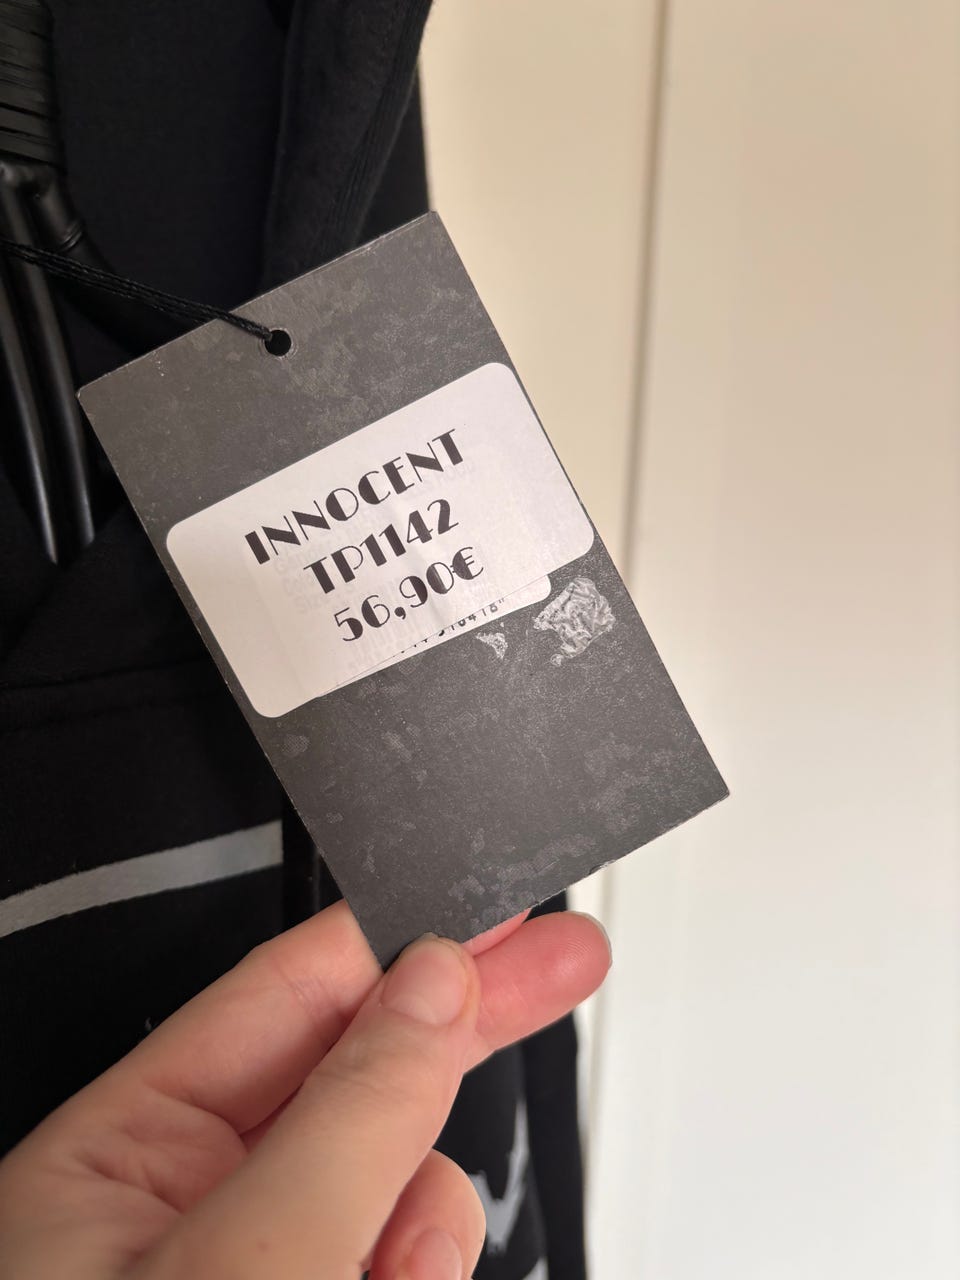 INNOCENT
TP1142
56,90€